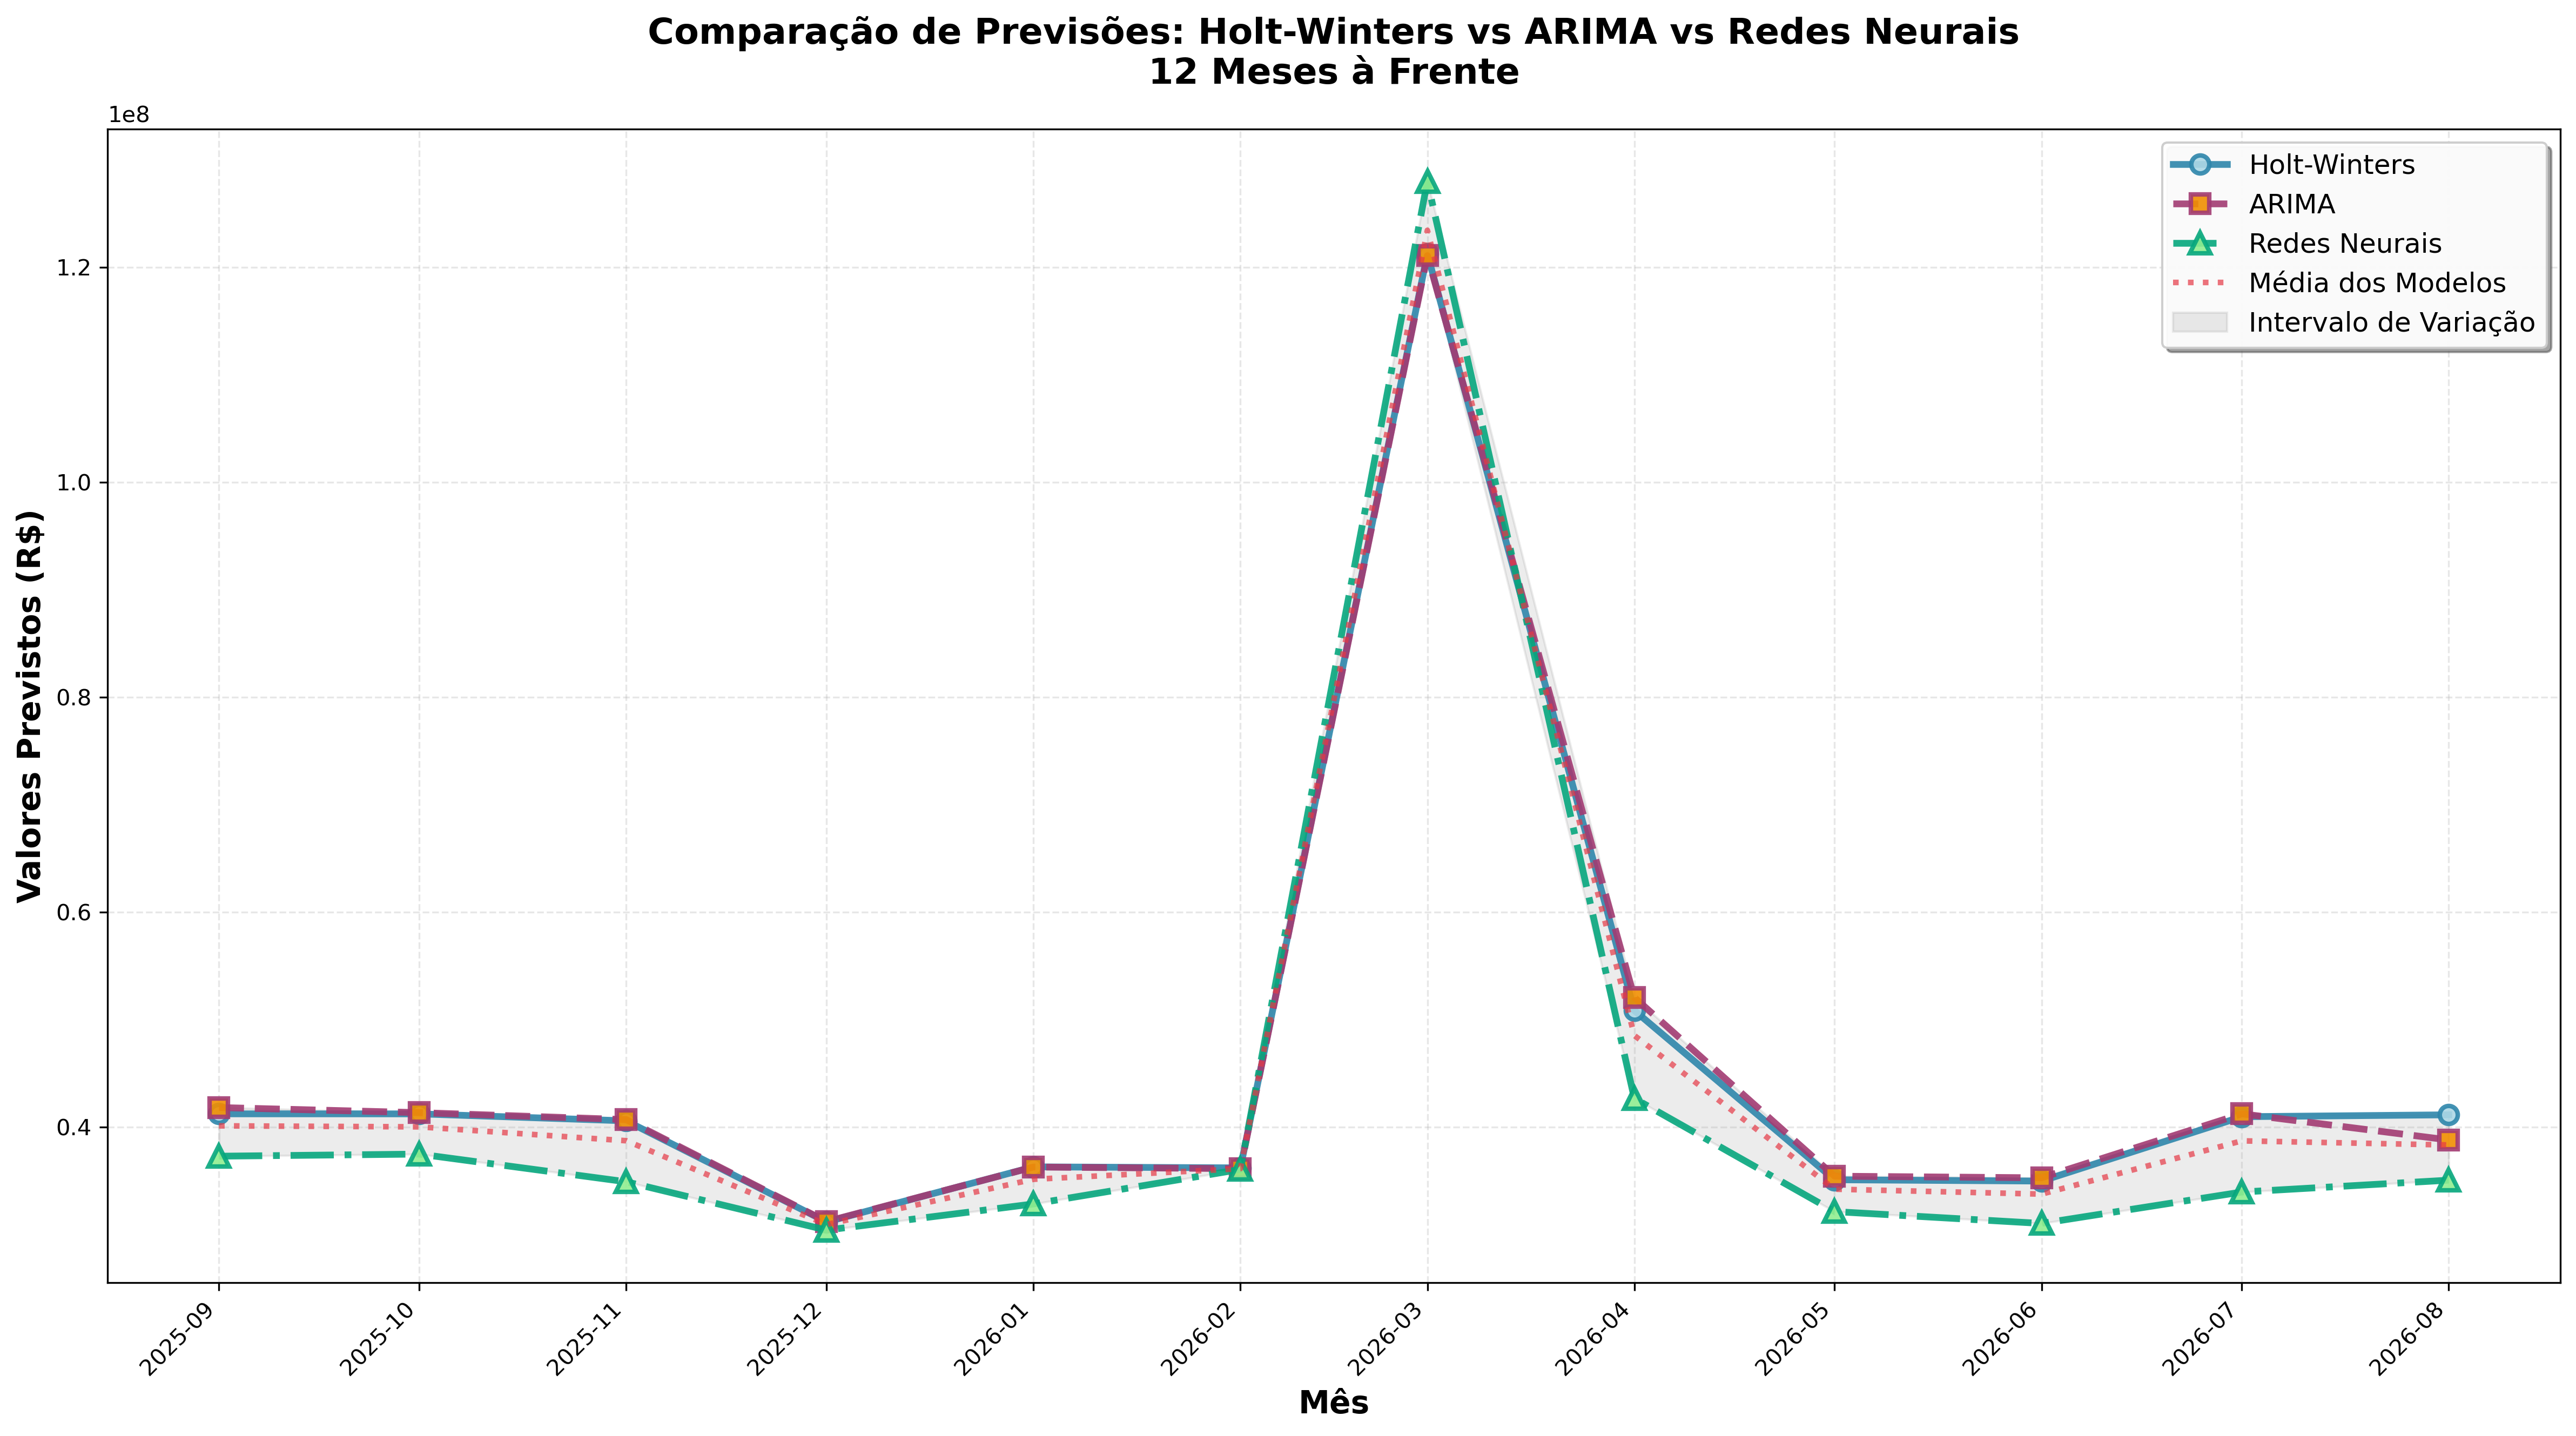 Comparação de Previsões: Holt-Winters vs ARIMA vs Redes Neurais
12 Meses à Frente
1e8
Holt-Winters
ARIMA
Redes Neurais
Média dos Modelos
Intervalo de Variação
Valores Previstos (R$)
1.2
1.0
0.8
0.6
0.4
2025-09
2025-10
2025-11
2025-12
2026-01
2026-02
2026-03
2026-04
2026-05
2026-06
2026-07
2026-08
Mês